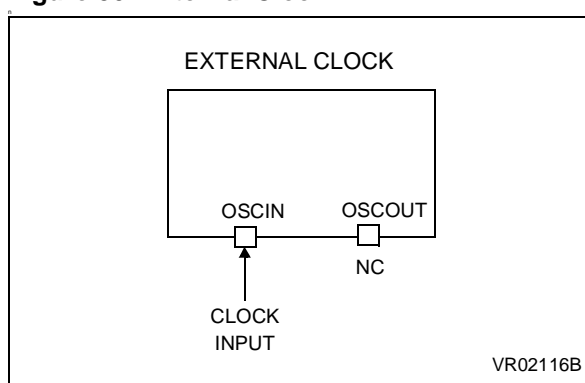 EXTERNAL CLOCK
OSCIN OSCOUT
NC
CLOCK
INPUT
VR02116B